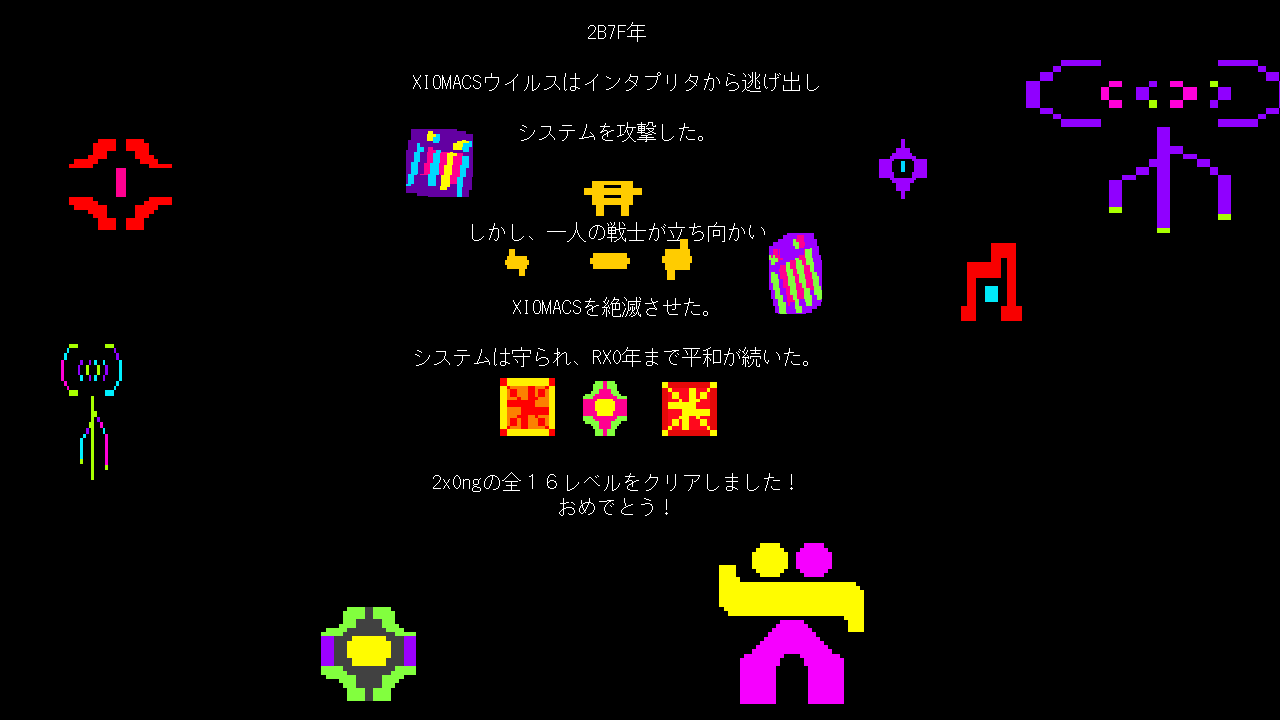 2B7F年
XIOMACSウイルスはインタプリタから逃げ出し
システムを攻撃した。
しかし、一人の戦士が立ち向かい
XIOMACSを絶滅させた。
システムは守られ、RX0年まで平和が続いた。
2x0ngの全１６レベルをクリアしました！
おめでとう！